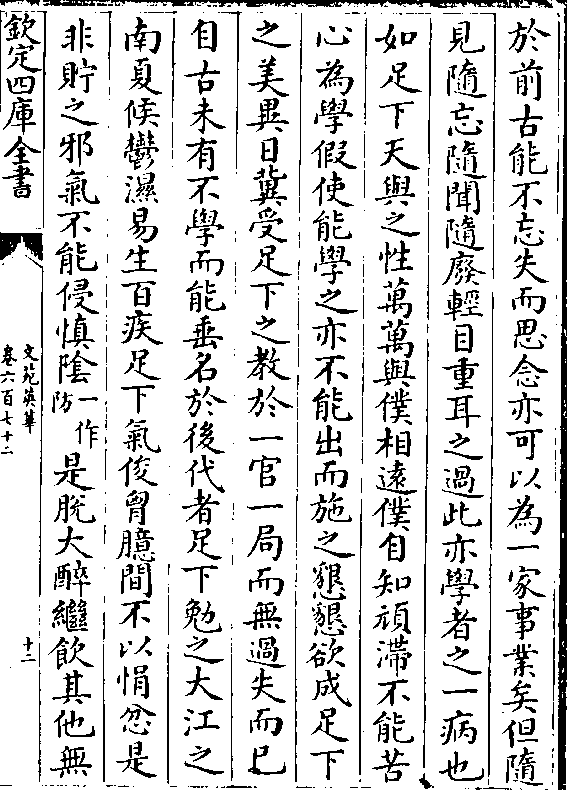 於前古能不忘失而思念亦可以為一家事業矣但隨
見隨忘隨聞隨廢輕目重耳之過此亦學者之一病也
如足下天與之性萬萬與僕相遠僕自知頑滯不能苦
心為學假使能學之亦不能出而施之懇懇欲成足下
之美異日冀受足下之教於一官一局而無過失而已
自古未有不學而能垂名於後代者足下勉之大江之
南夏候鬱濕易生百疾足下氣俊胷臆間不以悁忿是
非貯之邪氣不能侵慎陰一作防是脫大醉繼飲其他無
欽定四庫全書
文苑英華
卷六百七十二
十二